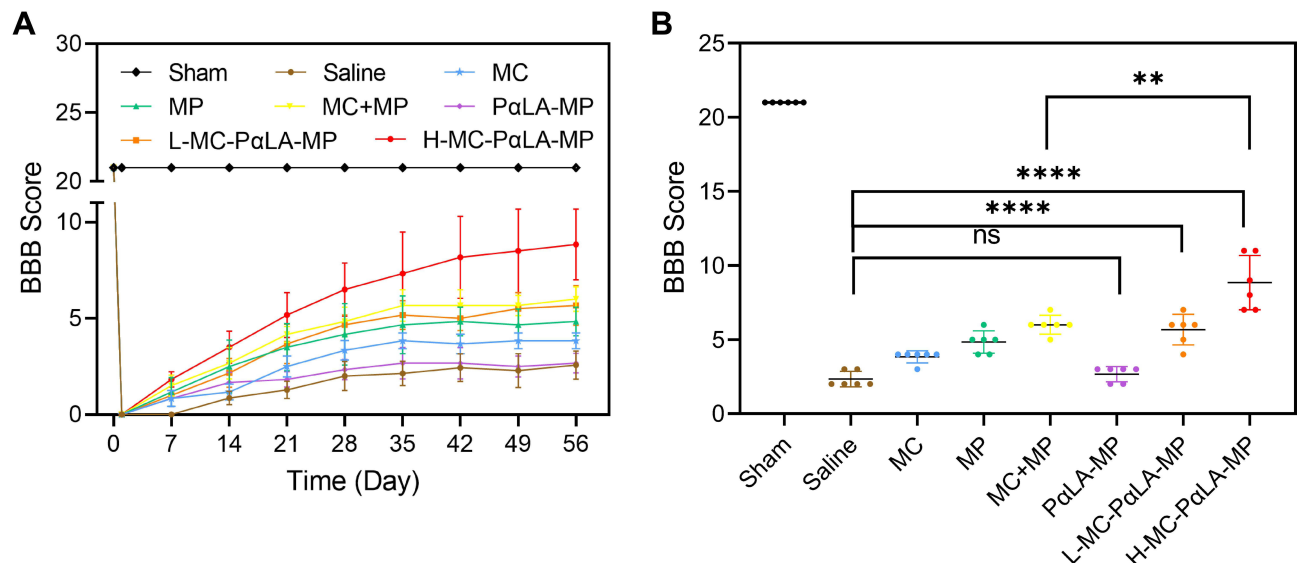 A
BBB Score
30
25
20
10
5
0
Sham
Saline
MC
MP
MC+MP
PαLA-MP
L-MC-PαLA-MP
H-MC-PαLA-MP
0 7 14 21 28 35 42 49 56
Time (Day)
B
BBB Score
25
20
15
10
5
0
**
****
****
ns
Sham
Saline
MC
MP
MC+MP
PαLA-MP
L-MC-PαLA-MP
H-MC-PαLA-MP